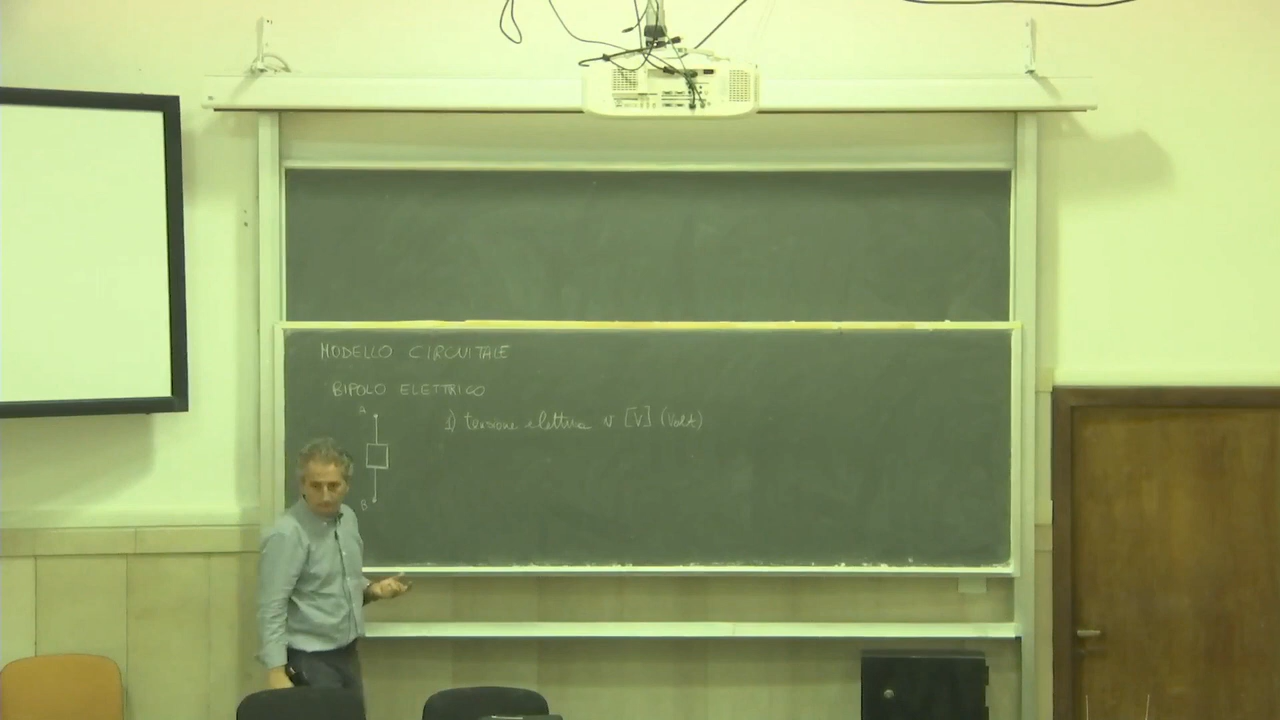 MODELLO CIRCUITALE
BIPOLO ELETTRICO
A
1) tensione elettrica v [V] (Volt)
B